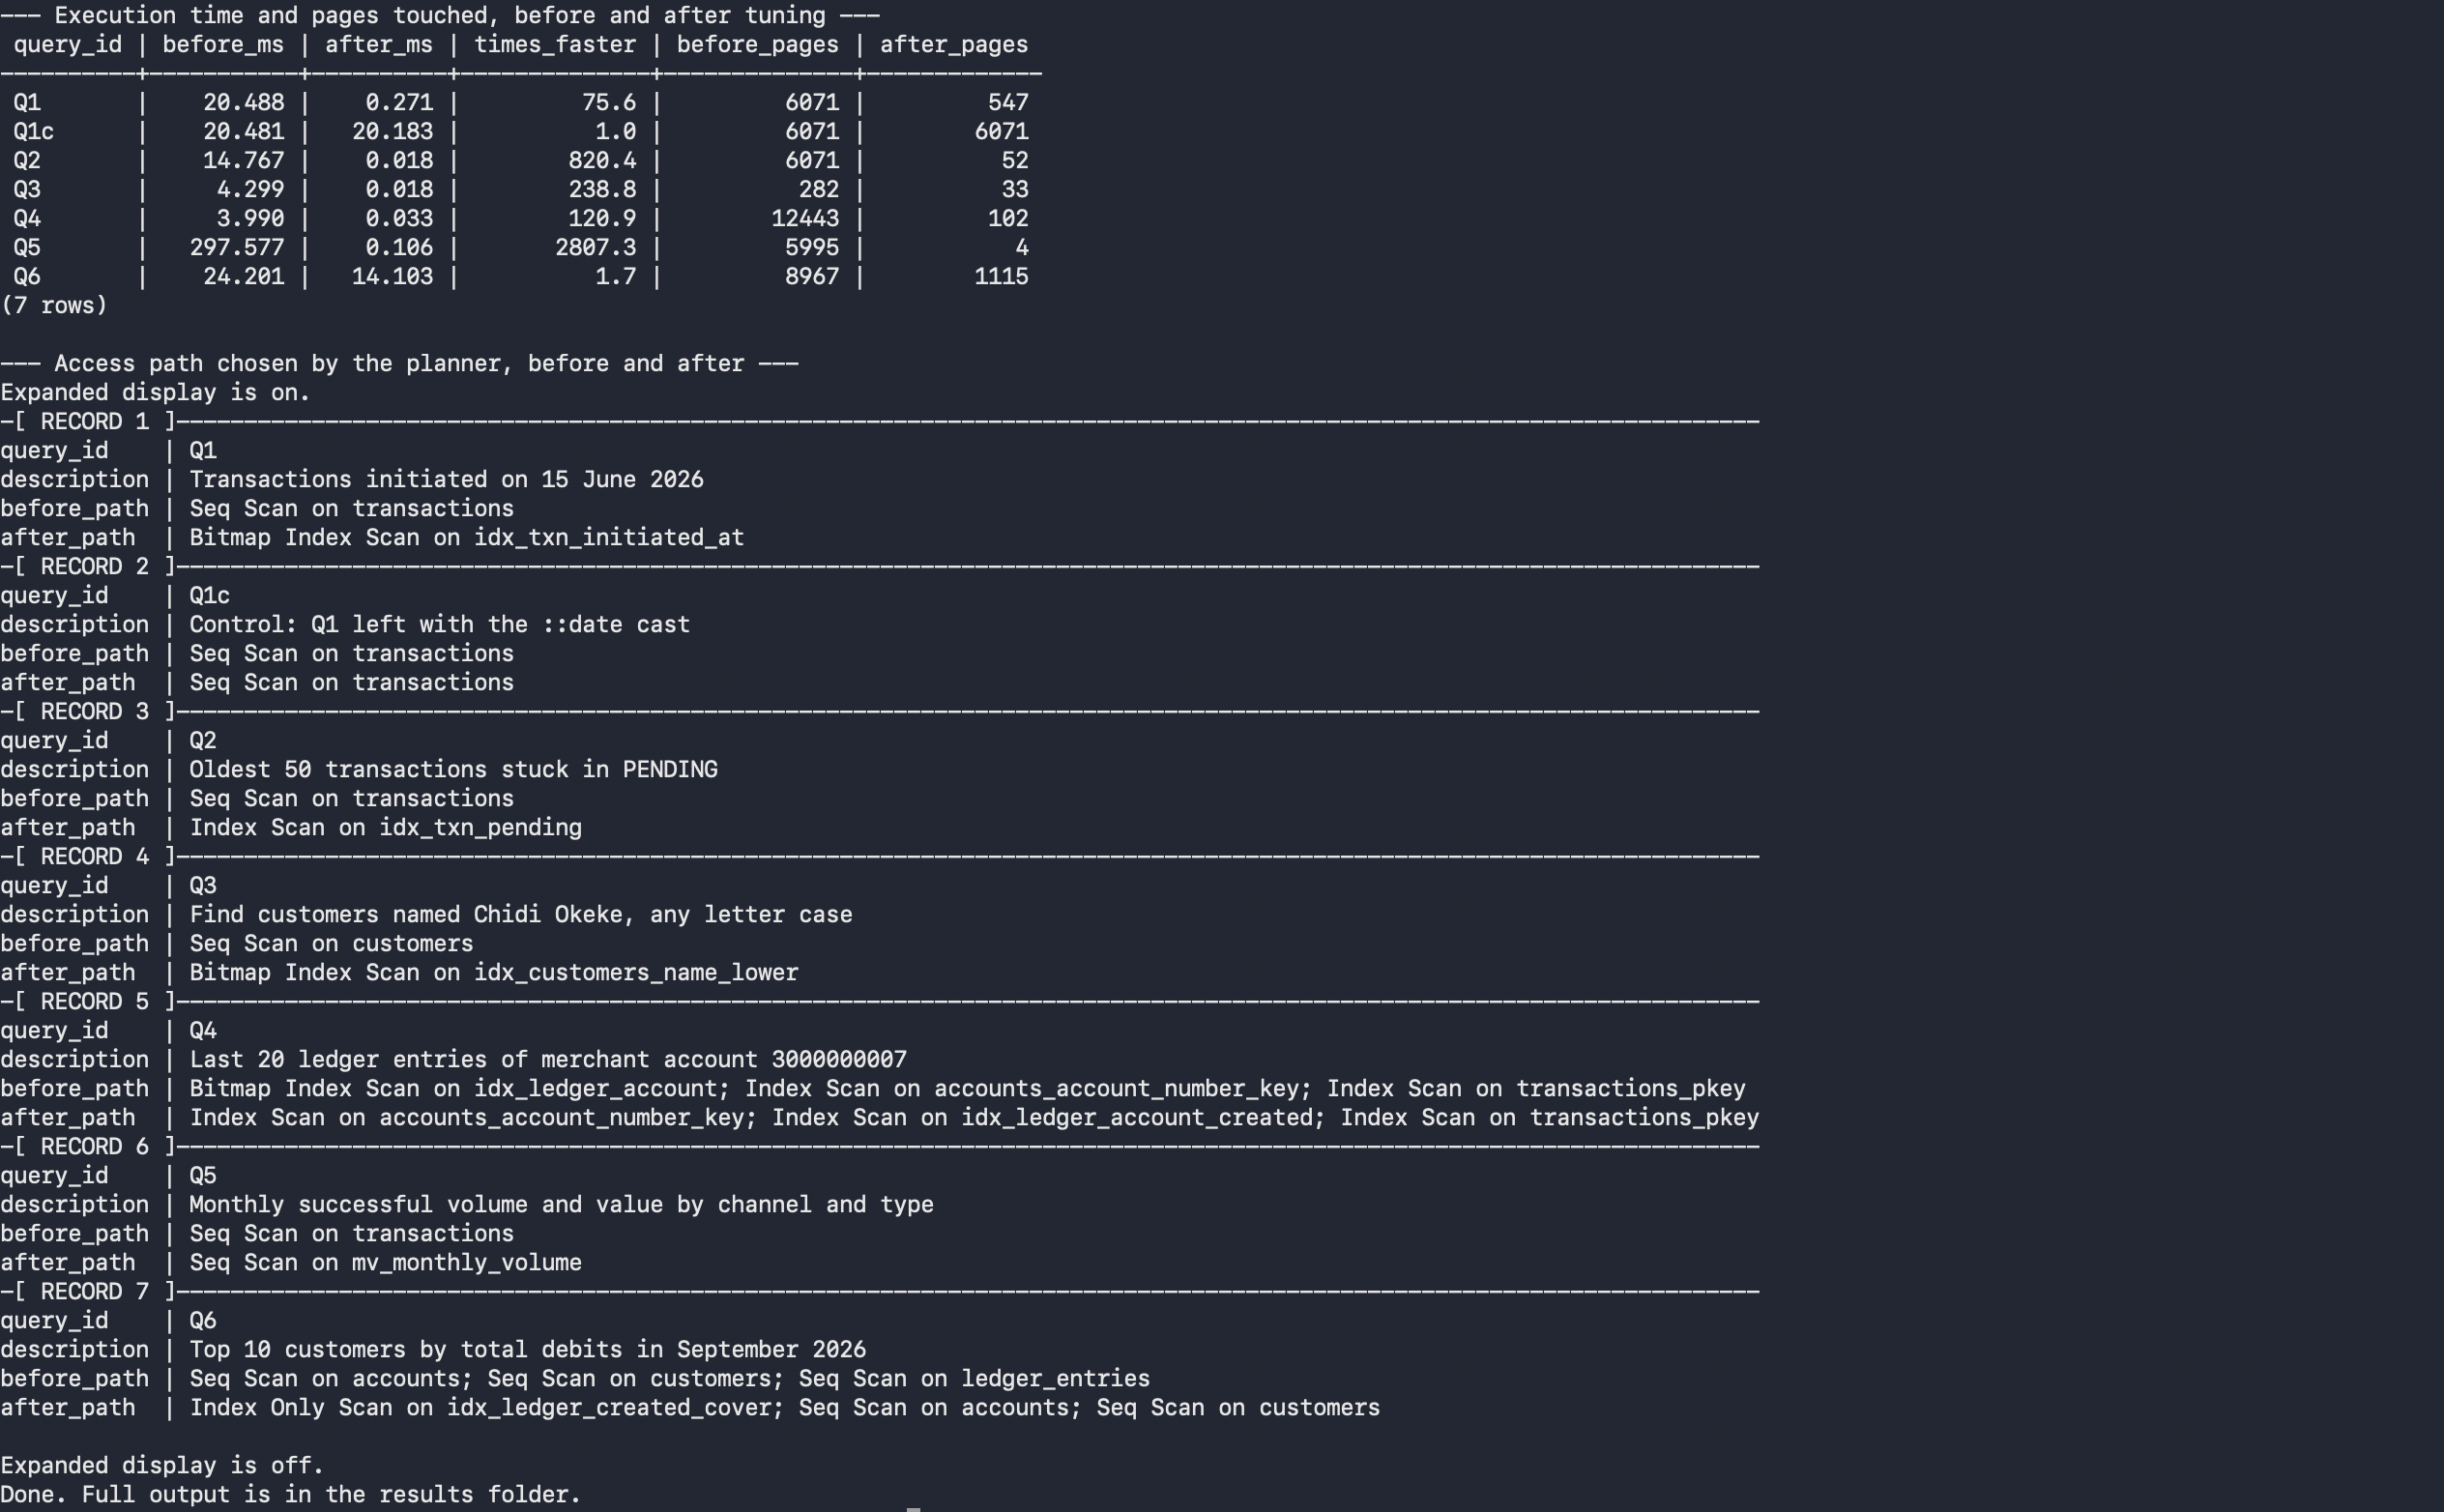 --- Execution time and pages touched, before and after tuning ---
 query_id | before_ms | after_ms | times_faster | before_pages | after_pages
----------+-----------+----------+--------------+--------------+-------------
 Q1       |    20.488 |    0.271 |         75.6 |         6071 |         547
 Q1c      |    20.481 |   20.183 |          1.0 |         6071 |        6071
 Q2       |    14.767 |    0.018 |        820.4 |         6071 |          52
 Q3       |     4.299 |    0.018 |        238.8 |          282 |          33
 Q4       |     3.990 |    0.033 |        120.9 |        12443 |         102
 Q5       |   297.577 |    0.106 |       2807.3 |         5995 |           4
 Q6       |    24.201 |   14.103 |          1.7 |         8967 |        1115
(7 rows)

--- Access path chosen by the planner, before and after ---
Expanded display is on.
-[ RECORD 1 ]---------------------------------------------------------------------------------------------------------------------
query_id    | Q1
description | Transactions initiated on 15 June 2026
before_path | Seq Scan on transactions
after_path  | Bitmap Index Scan on idx_txn_initiated_at
-[ RECORD 2 ]---------------------------------------------------------------------------------------------------------------------
query_id    | Q1c
description | Control: Q1 left with the ::date cast
before_path | Seq Scan on transactions
after_path  | Seq Scan on transactions
-[ RECORD 3 ]---------------------------------------------------------------------------------------------------------------------
query_id    | Q2
description | Oldest 50 transactions stuck in PENDING
before_path | Seq Scan on transactions
after_path  | Index Scan on idx_txn_pending
-[ RECORD 4 ]---------------------------------------------------------------------------------------------------------------------
query_id    | Q3
description | Find customers named Chidi Okeke, any letter case
before_path | Seq Scan on customers
after_path  | Bitmap Index Scan on idx_customers_name_lower
-[ RECORD 5 ]---------------------------------------------------------------------------------------------------------------------
query_id    | Q4
description | Last 20 ledger entries of merchant account 3000000007
before_path | Bitmap Index Scan on idx_ledger_account; Index Scan on accounts_account_number_key; Index Scan on transactions_pkey
after_path  | Index Scan on accounts_account_number_key; Index Scan on idx_ledger_account_created; Index Scan on transactions_pkey
-[ RECORD 6 ]---------------------------------------------------------------------------------------------------------------------
query_id    | Q5
description | Monthly successful volume and value by channel and type
before_path | Seq Scan on transactions
after_path  | Seq Scan on mv_monthly_volume
-[ RECORD 7 ]---------------------------------------------------------------------------------------------------------------------
query_id    | Q6
description | Top 10 customers by total debits in September 2026
before_path | Seq Scan on accounts; Seq Scan on customers; Seq Scan on ledger_entries
after_path  | Index Only Scan on idx_ledger_created_cover; Seq Scan on accounts; Seq Scan on customers

Expanded display is off.
Done. Full output is in the results folder.